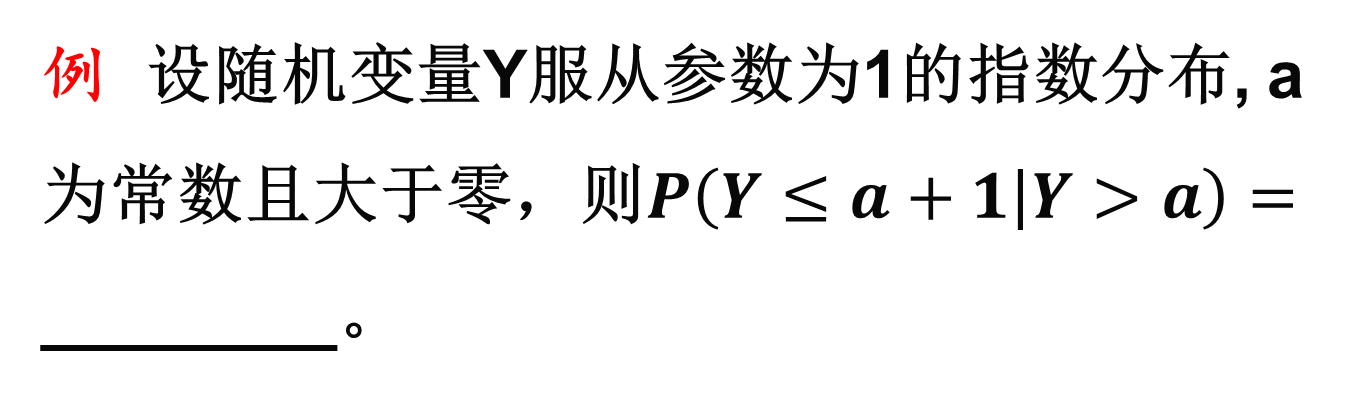 例 设随机变量Y服从参数为1的指数分布, a
为常数且大于零，则P(Y ≤ a + 1|Y > a) =
_________。